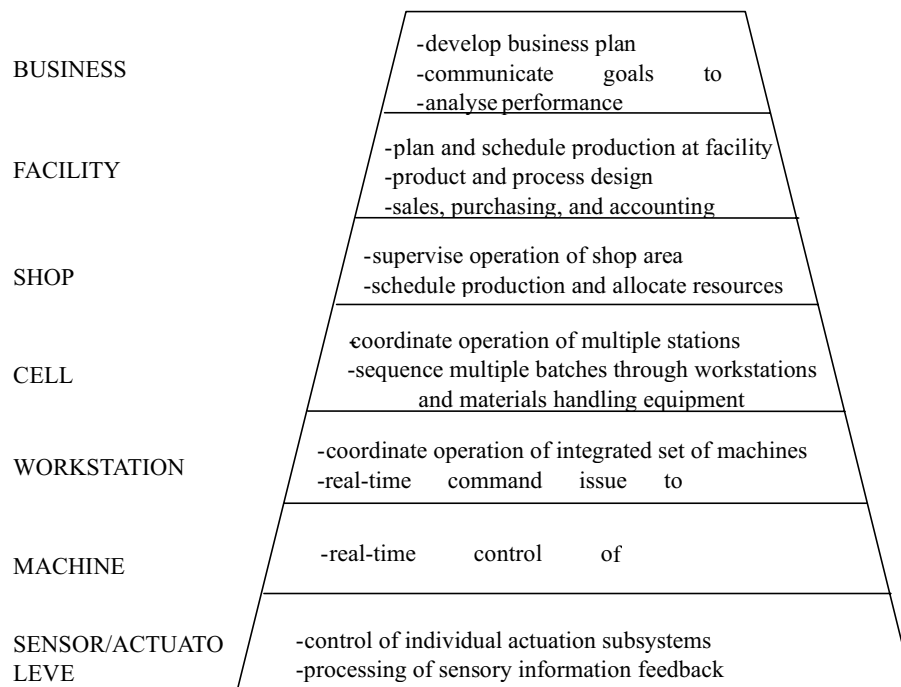 BUSINESS
-develop business plan
-communicate goals to
-analyse performance
FACILITY
-plan and schedule production at facility
-product and process design
-sales, purchasing, and accounting
SHOP
-supervise operation of shop area
-schedule production and allocate resources
CELL
-coordinate operation of multiple stations
-sequence multiple batches through workstations
and materials handling equipment
WORKSTATION
-coordinate operation of integrated set of machines
-real-time command issue to
MACHINE
-real-time control of
SENSOR/ACTUATO
LEVE
-control of individual actuation subsystems
-processing of sensory information feedback